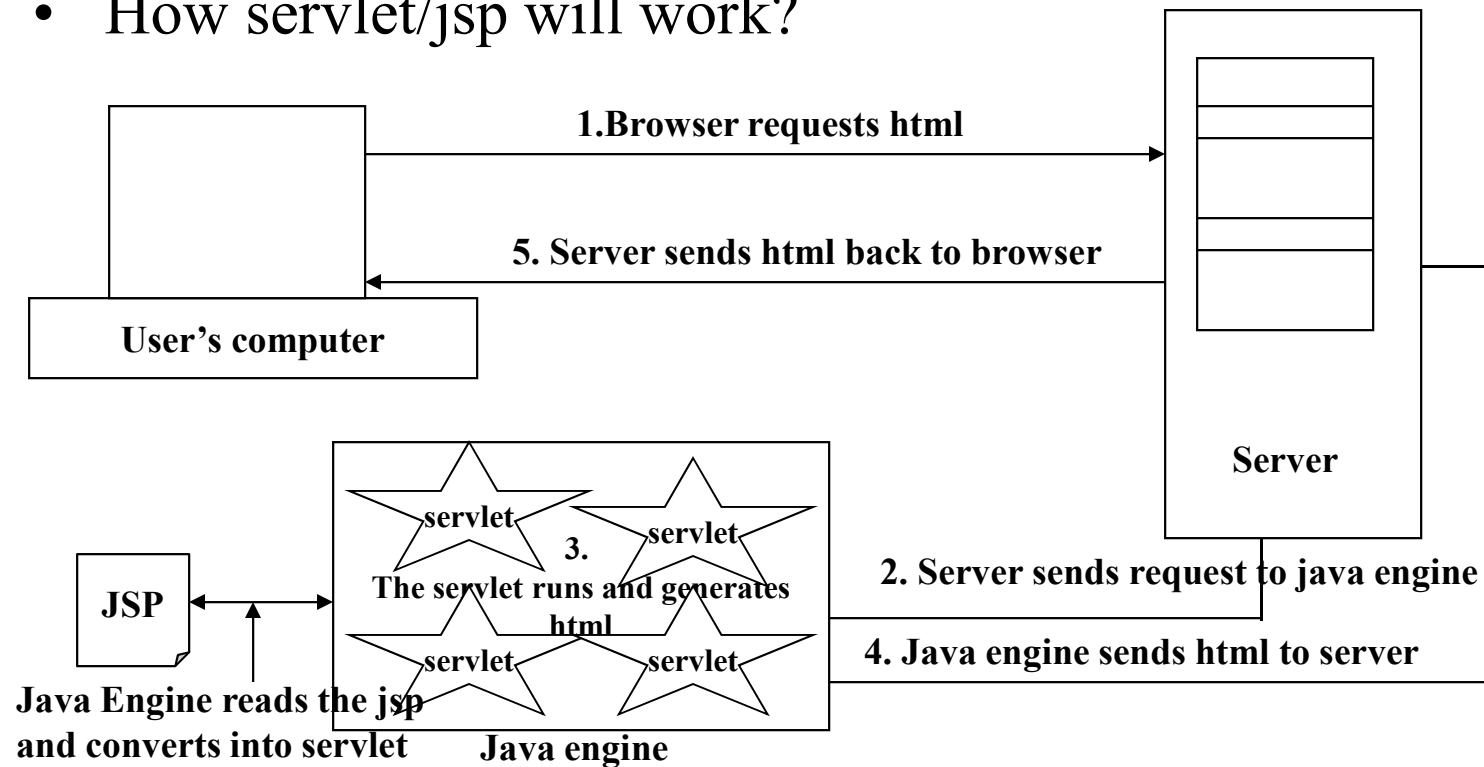 • How servlet/jsp will work?
1.Browser requests html
5. Server sends html back to browser
User’s computer
Server
servlet
servlet
3.
The servlet runs and generates
html
servlet
servlet
JSP
2. Server sends request to java engine
4. Java engine sends html to server
Java Engine reads the jsp
and converts into servlet
Java engine